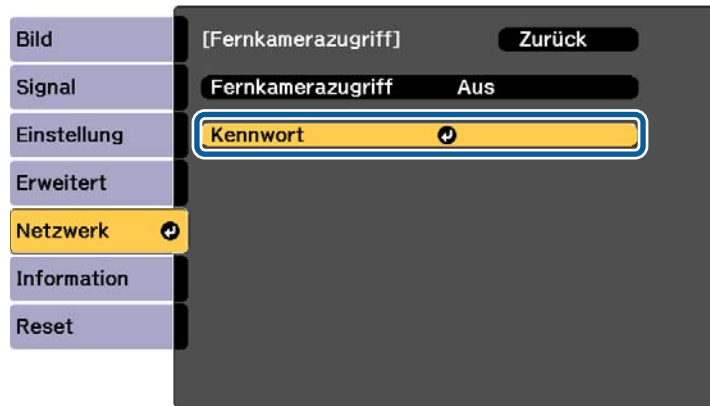 Bild
Signal
Einstellung
Erweitert
Netzwerk
Information
Reset
[Fernkamerazugriff] Zurück
Fernkamerazugriff Aus
Kennwort